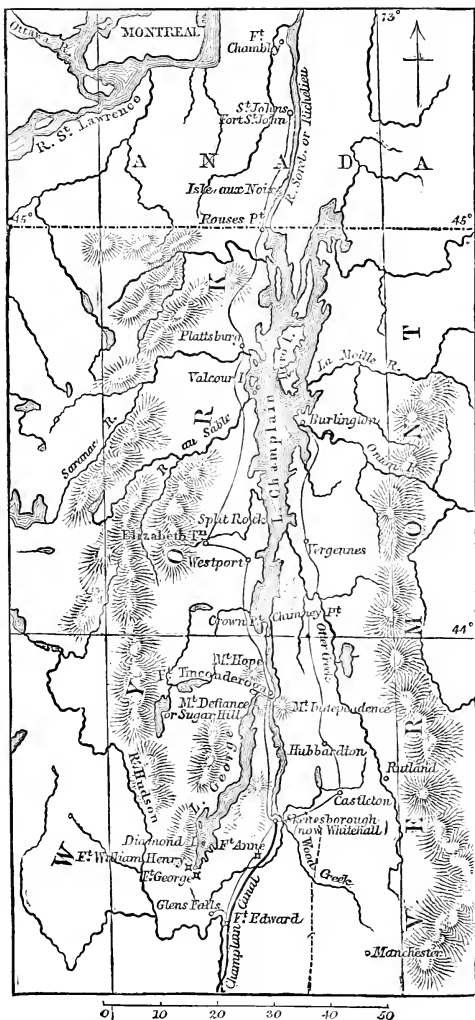 73°
Ottawa R.
MONTREAL
Ft
Chambly
R. St Lawrence
St Johns
Fort St John
R. Sorel. or Richelieu
A N A D A
Isle aux Noix
45°
Rouses Pt
45°
Plattsburg
Valcour I.
La Moille R.
Saranac R.
R. au Sable
Burlington
Onion R.
L. Champlain
Split Rock
Elizabeth Tn
Westport
Vergennes
Crown Pt
Chimney Pt
Otter Creek
44°
Mt Hope
Ft Ticonderoga
Mt Defiance
or Sugar Hill
Mt Independence
L. George
Hubbardton
R. Hudson
Rutland
Castleton
Skenesborough
(now Whitehall)
Diamond I.
Ft Anne
Ft William Henry
Ft George
Wood Creek
Glens Falls
Ft Edward
Champlain Canal
Manchester
W Y O R K
V E R M O N T
0 10 20 30 40 50